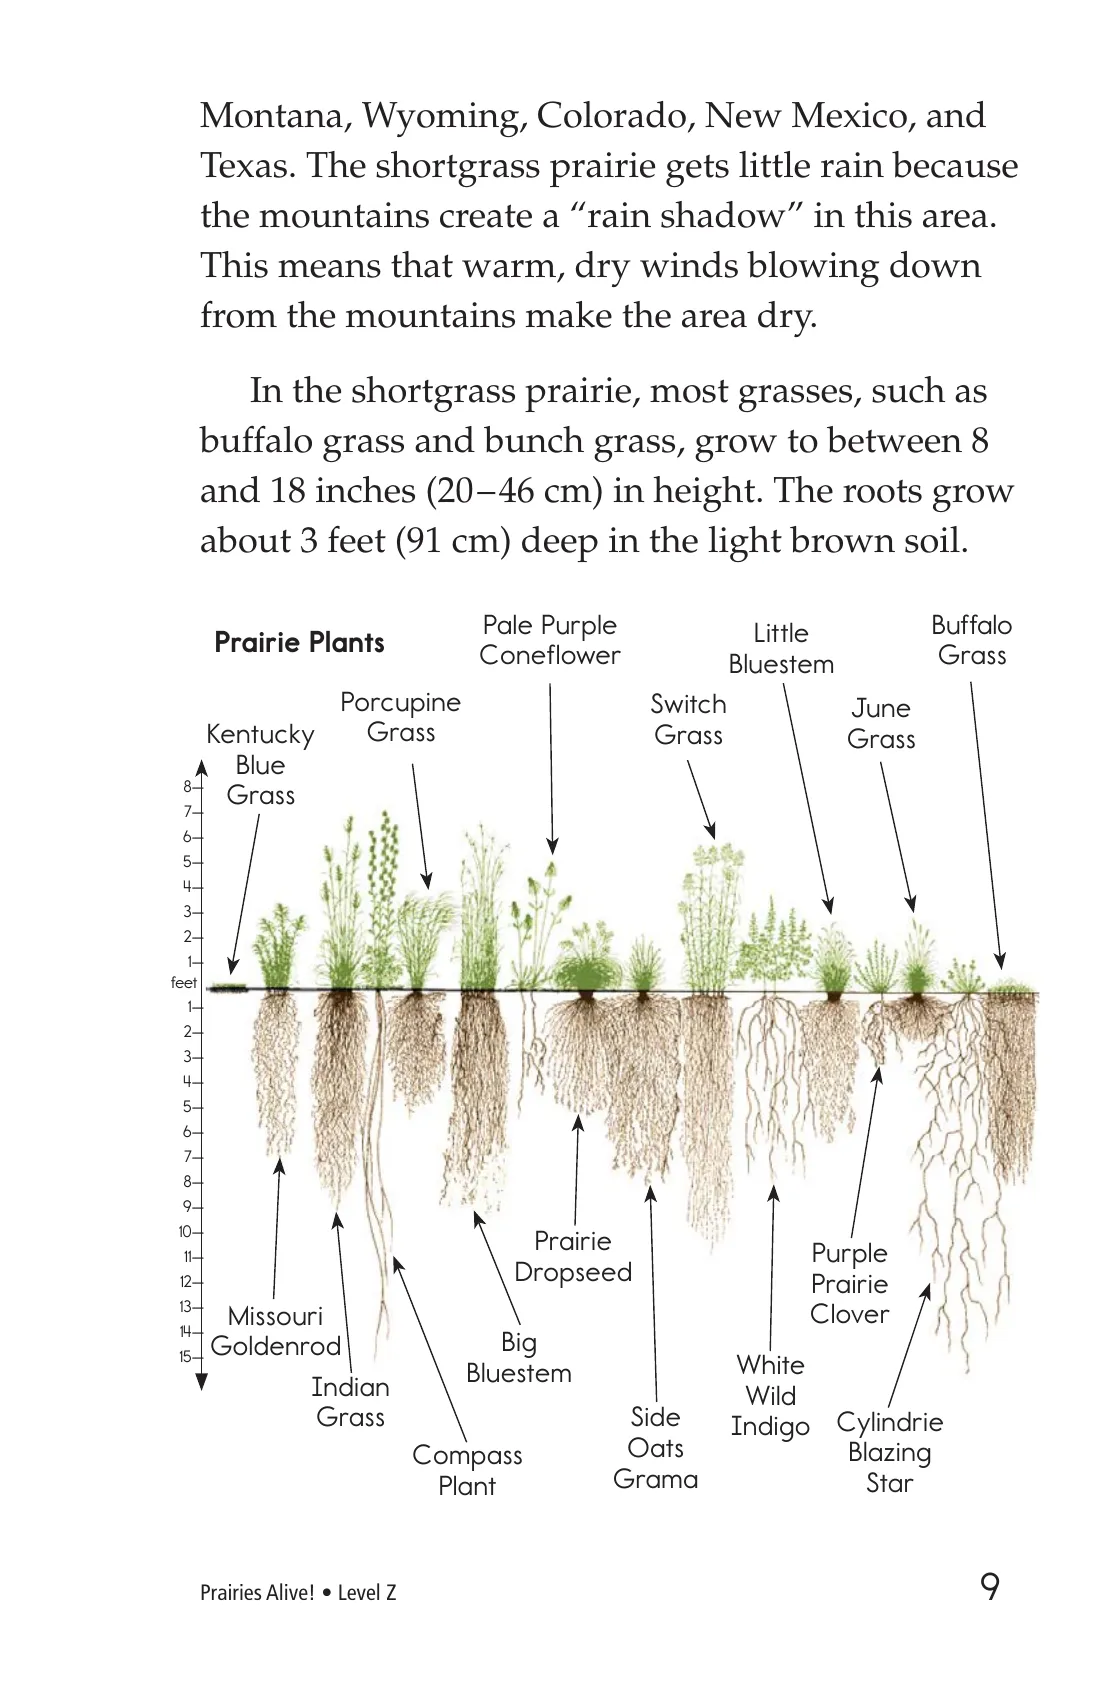 Montana, Wyoming, Colorado, New Mexico, and
Texas. The shortgrass prairie gets little rain because
the mountains create a “rain shadow” in this area.
This means that warm, dry winds blowing down
from the mountains make the area dry.
In the shortgrass prairie, most grasses, such as
buffalo grass and bunch grass, grow to between 8
and 18 inches (20–46 cm) in height. The roots grow
about 3 feet (91 cm) deep in the light brown soil.
Prairie Plants
Kentucky
Blue
Grass
Porcupine
Grass
Pale Purple
Coneflower
Switch
Grass
Little
Bluestem
June
Grass
Buffalo
Grass
8
7
6
5
4
3
2
1
feet
1
2
3
4
5
6
7
8
9
10
11
12
13
14
15
Missouri
Goldenrod
Indian
Grass
Compass
Plant
Big
Bluestem
Prairie
Dropseed
Side
Oats
Grama
White
Wild
Indigo
Purple
Prairie
Clover
Cylindrie
Blazing
Star
Prairies Alive! • Level Z
9